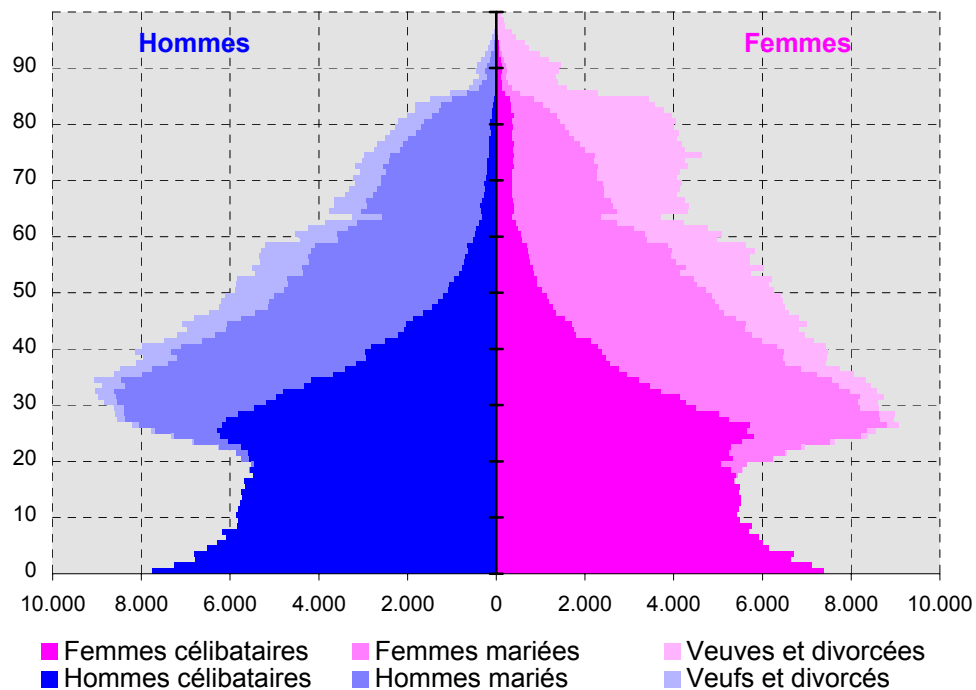 Hommes Femmes
90
80
70
60
50
40
30
20
10
0
10.000 8.000 6.000 4.000 2.000 0 2.000 4.000 6.000 8.000 10.000
Femmes célibataires Femmes mariées Veuves et divorcées
Hommes célibataires Hommes mariés Veufs et divorcés